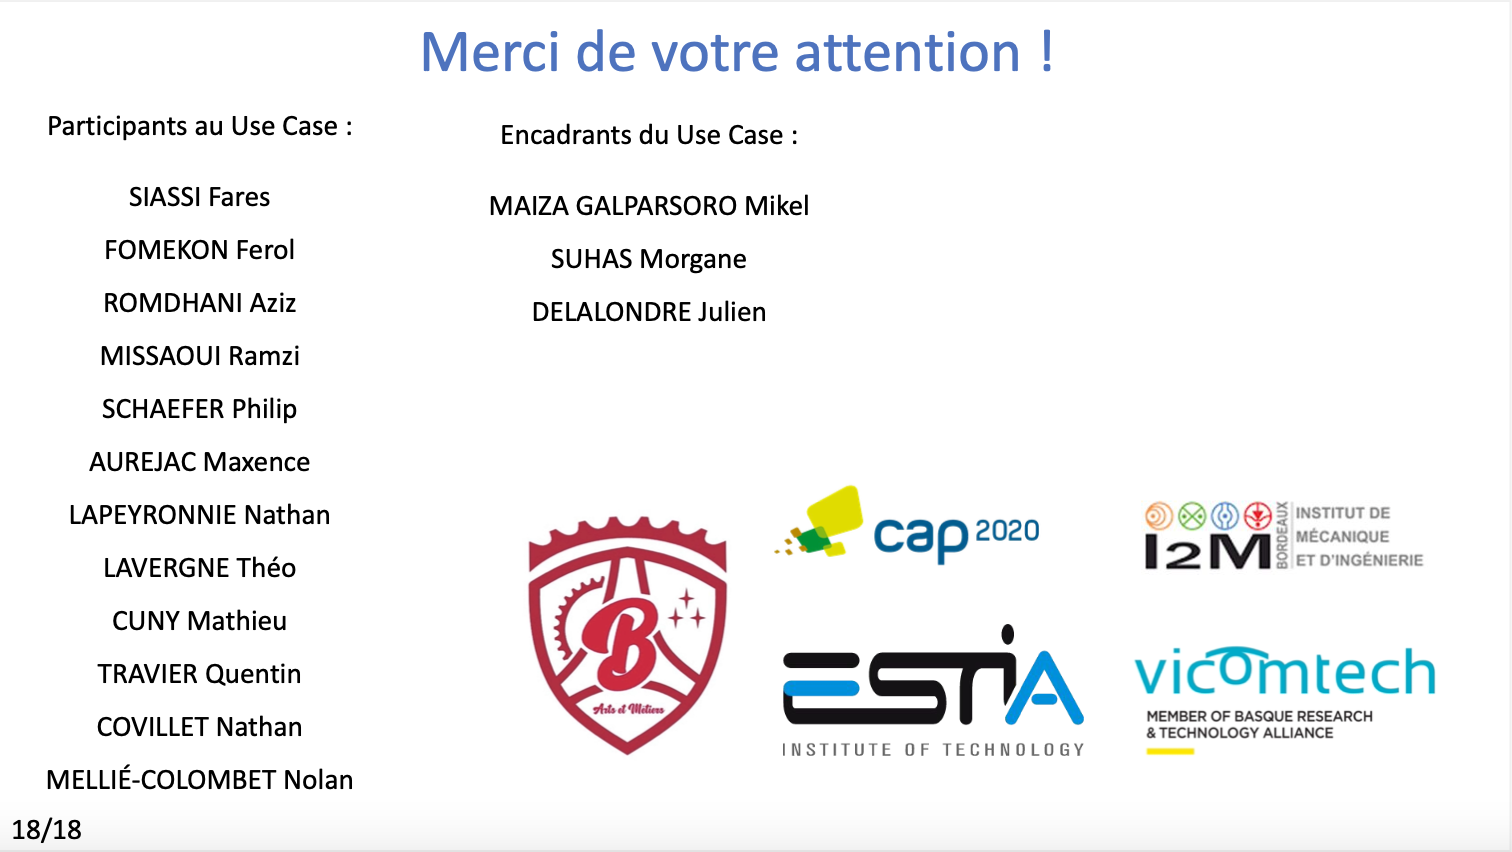 Merci de votre attention !
Participants au Use Case :
SIASSI Fares
FOMEKON Ferol
ROMDHANI Aziz
MISSAOUI Ramzi
SCHAEFER Philip
AUREJAC Maxence
LAPEYRONNIE Nathan
LAVERGNE Théo
CUNY Mathieu
TRAVIER Quentin
COVILLET Nathan
MELLIÉ-COLOMBET Nolan
Encadrants du Use Case :
MAIZA GALPARSORO Mikel
SUHAS Morgane
DELALONDRE Julien
B
Arts et Métiers
cap 2020
I2M
BORDEAUX
INSTITUT DE
MÉCANIQUE
ET D'INGÉNIERIE
ESTIA
INSTITUTE OF TECHNOLOGY
vicomtech
MEMBER OF BASQUE RESEARCH
& TECHNOLOGY ALLIANCE
18/18